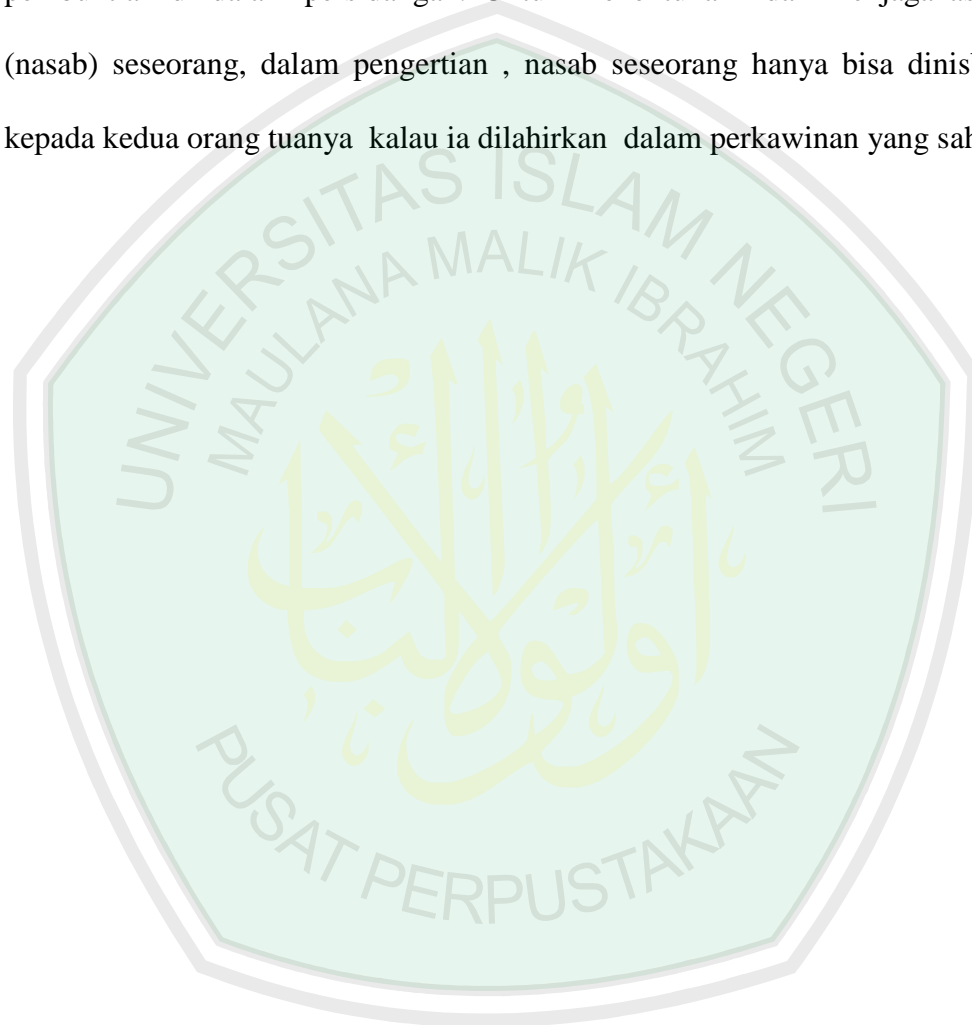 dalam
(nasab) seseorang, dalam pengertian , nasab seseorang hanya bisa
kepada kedua orang tuanya kalau ia dilahirkan dalam perkawinan yang sah
UNIVERSITAS ISLAM NEGERI
MAULANA MALIK IBRAHIM
PUSAT PERPUSTAKAAN